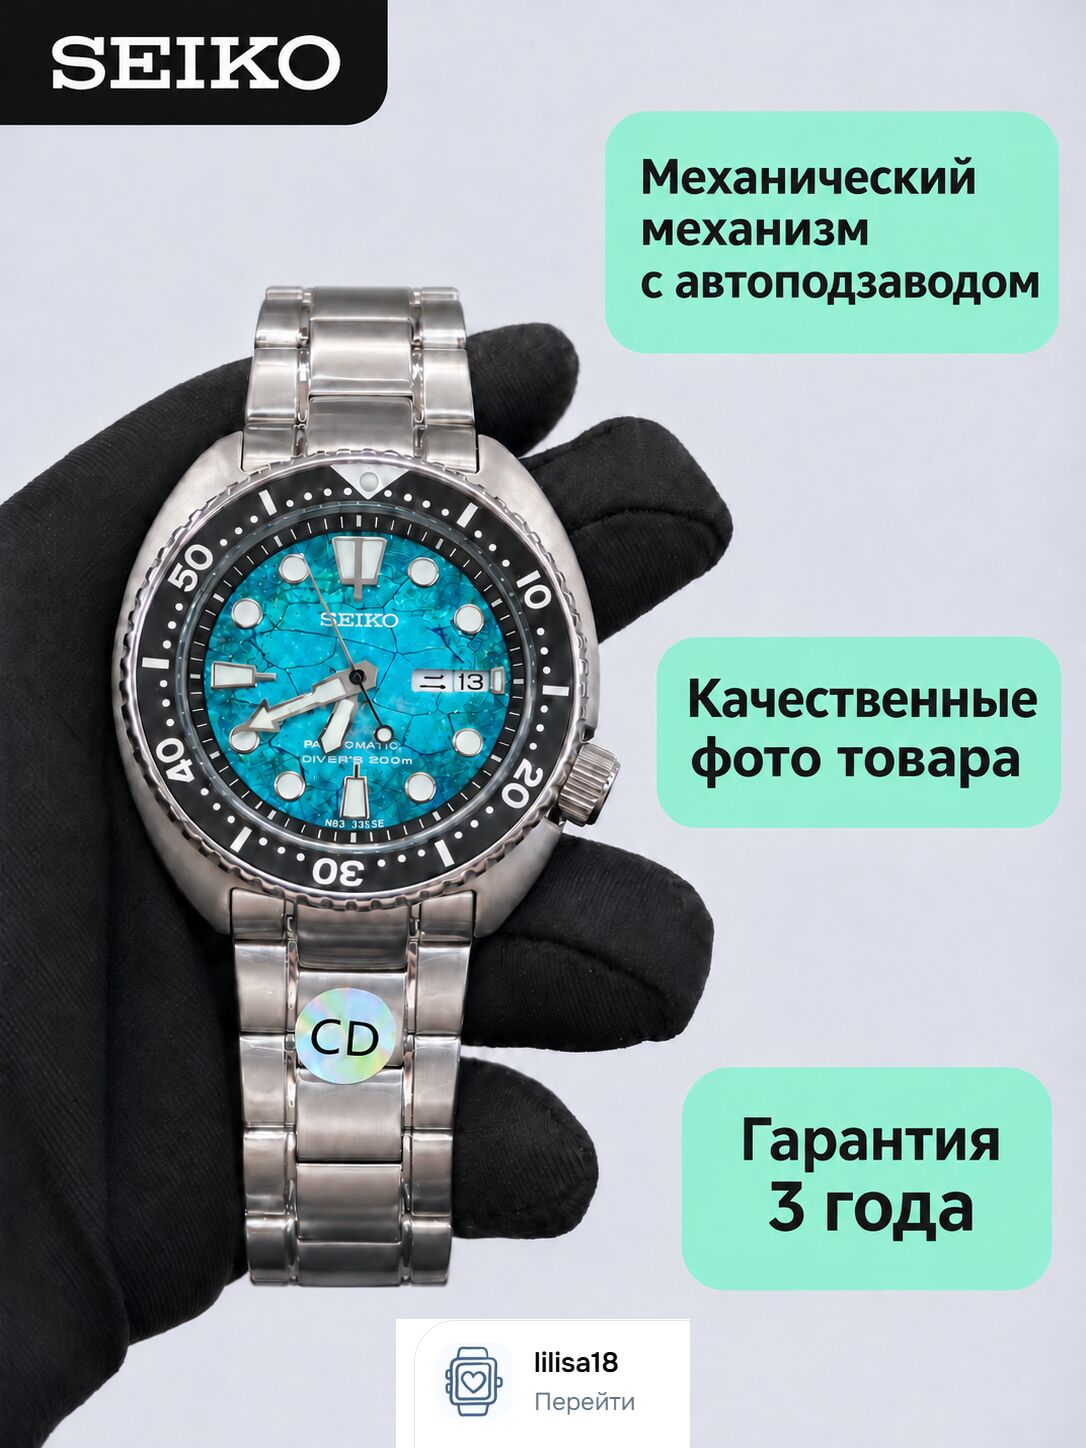 SEIKO
Механический
механизм
с автоподзаводом
50
10
SEIKO
二 13
DIVER'S 200m
40
20
30
Качественные
фото товара
CD
Гарантия
3 года
lilisa18
Перейти